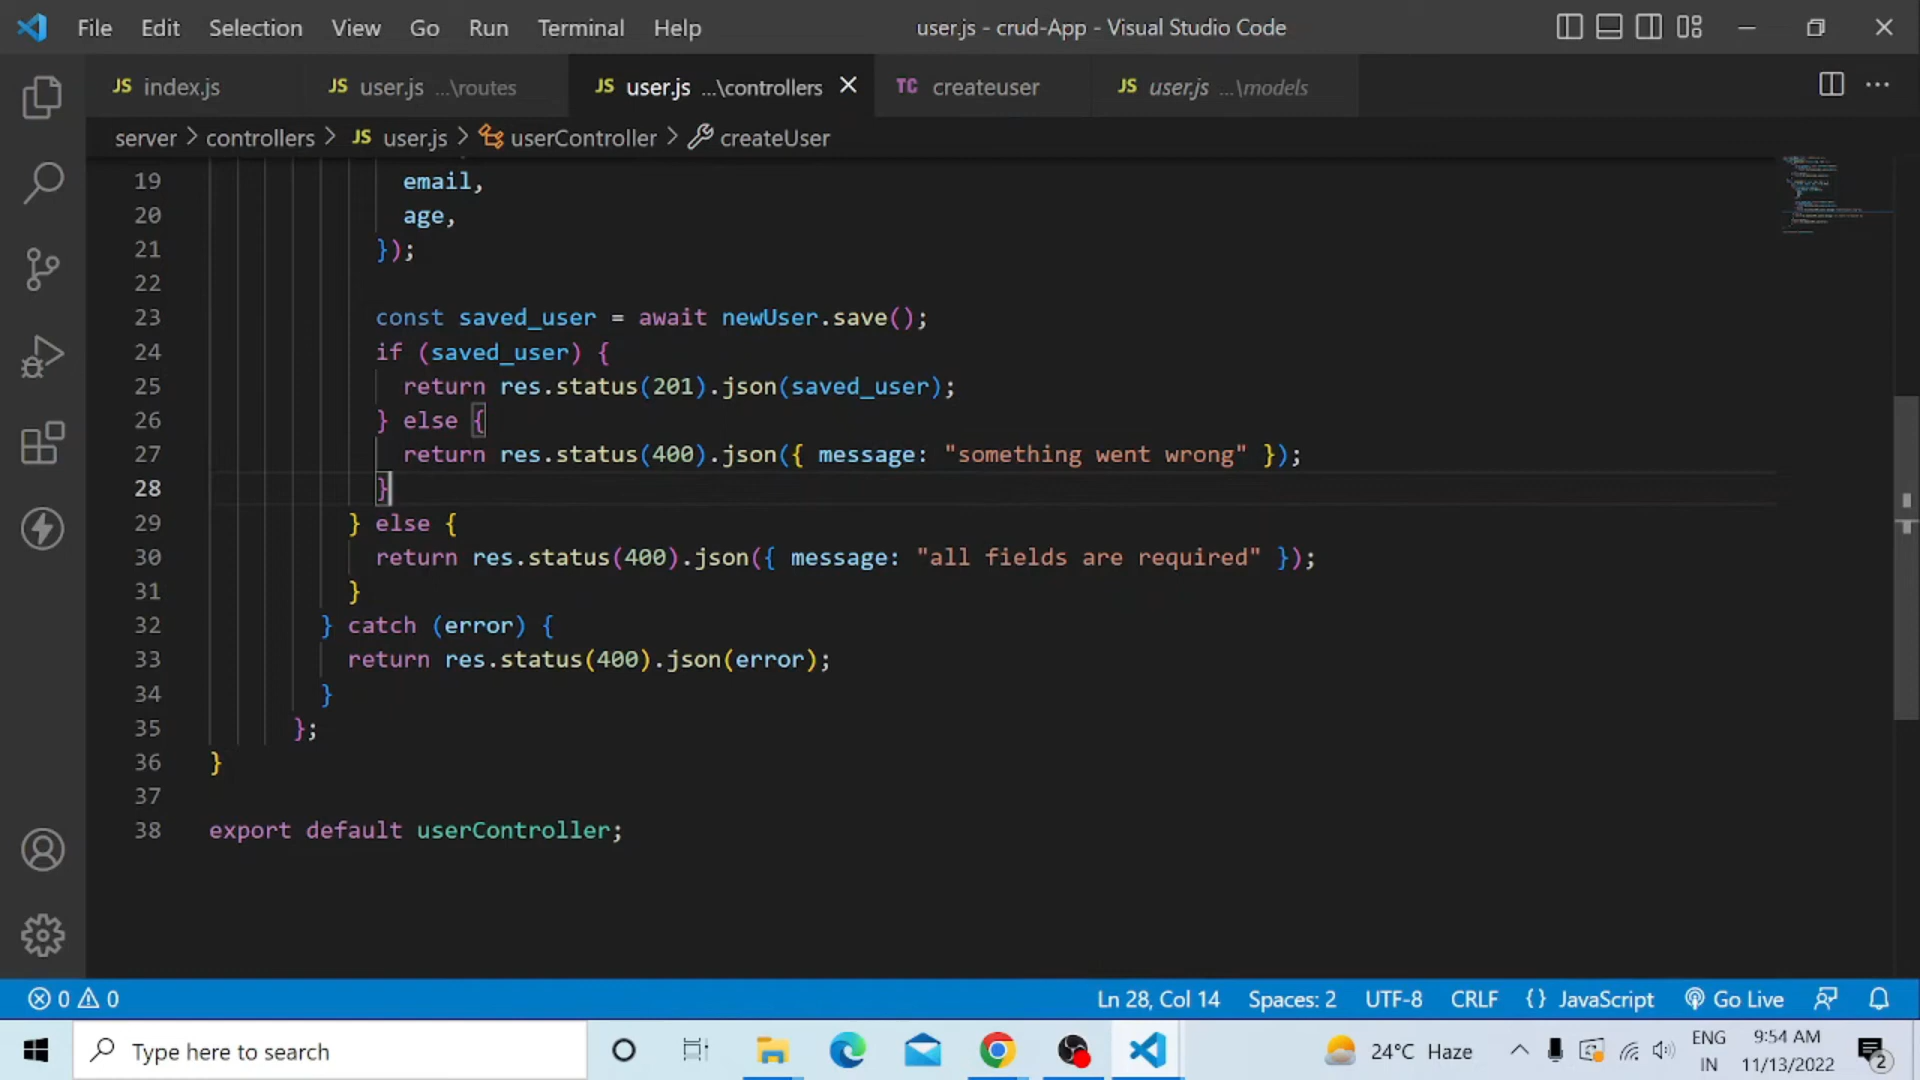 File Edit Selection View Go Run Terminal Help user.js - crud-App - Visual Studio Code
JS index.js JS user.js ...\routes JS user.js ...\controllers TC createuser JS user.js ...\models
server > controllers > JS user.js > userController > createUser
19 email,
20 age,
21 });
22
23 const saved_user = await newUser.save();
24 if (saved_user) {
25 return res.status(201).json(saved_user);
26 } else {
27 return res.status(400).json({ message: "something went wrong" });
28 }
29 } else {
30 return res.status(400).json({ message: "all fields are required" });
31 }
32 } catch (error) {
33 return res.status(400).json(error);
34 }
35 };
36 }
37
38 export default userController;
0 0 Ln 28, Col 14 Spaces: 2 UTF-8 CRLF {} JavaScript Go Live
Type here to search 24°C Haze ENG 9:54 AM
IN 11/13/2022 2